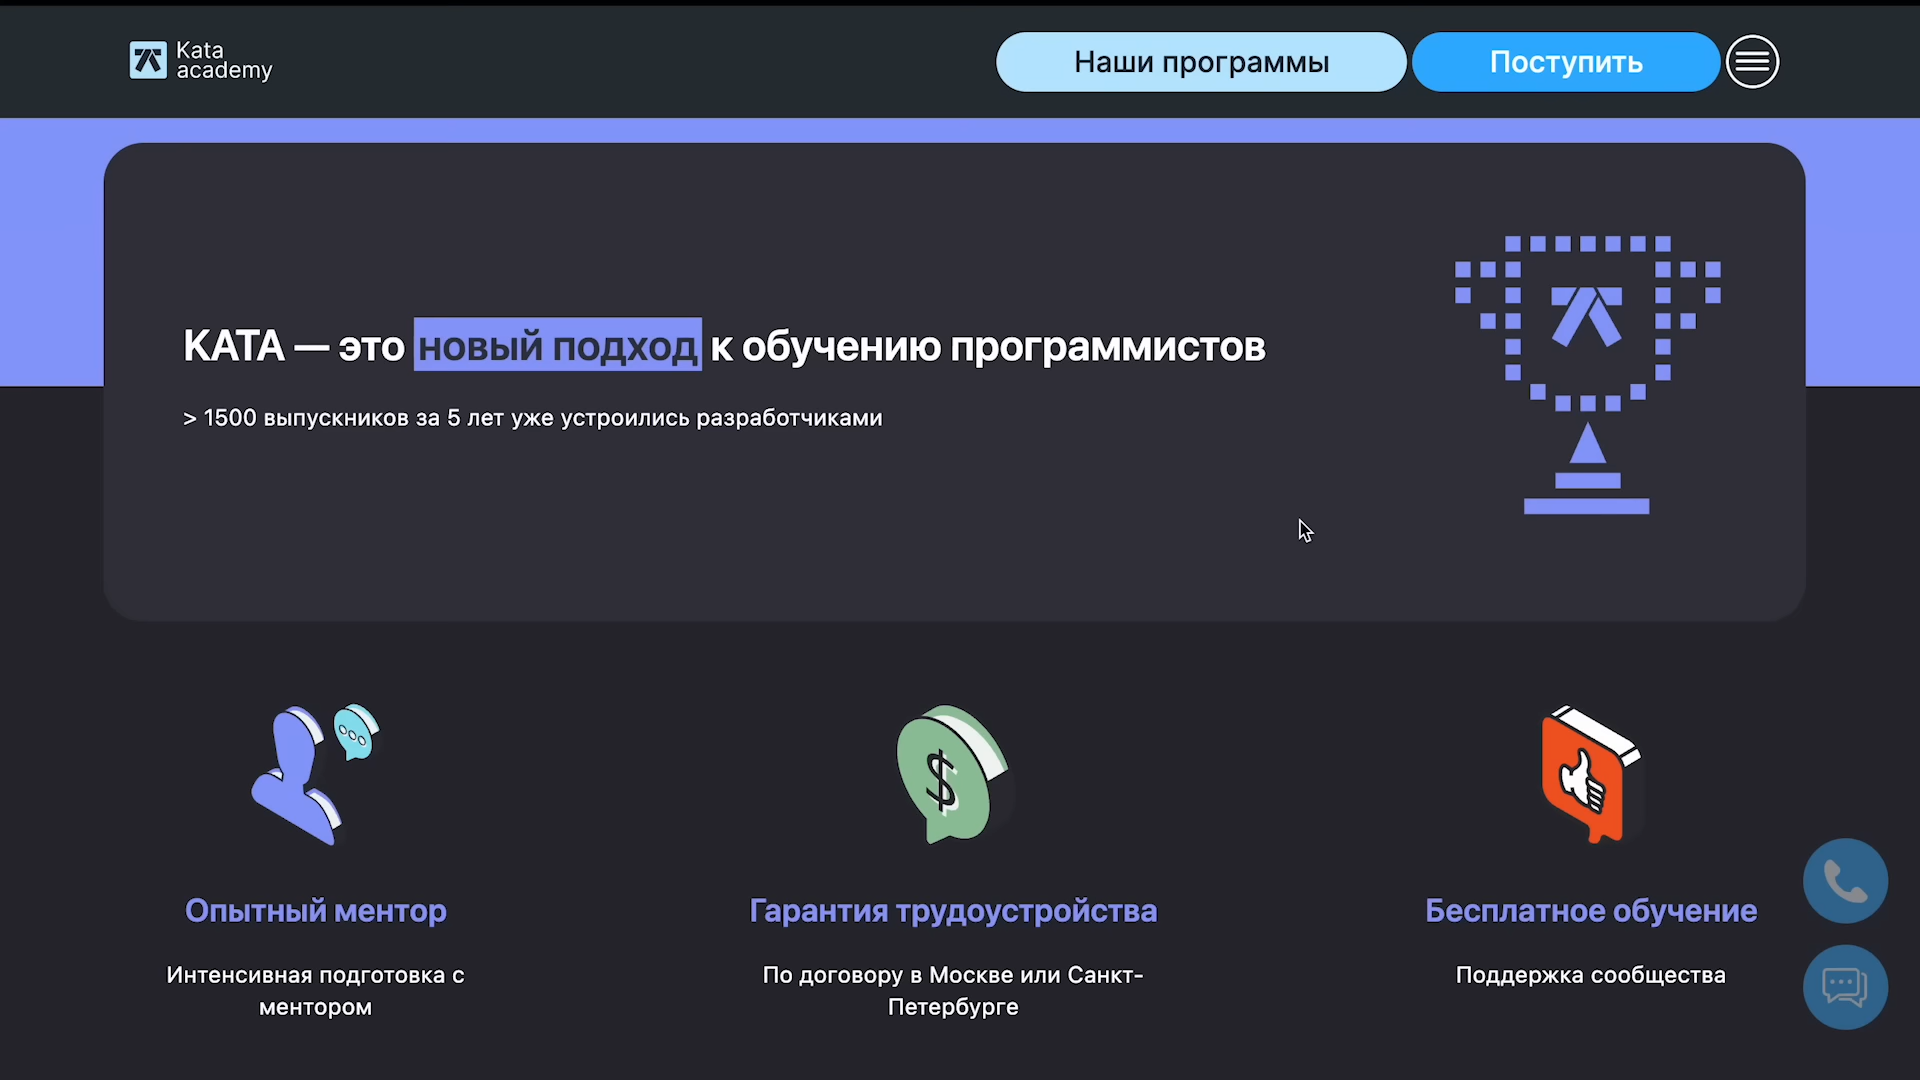 Kata
academy
Наши программы
Поступить
КАТА — это новый подход к обучению программистов
> 1500 выпускников за 5 лет уже устроились разработчиками
$
Опытный ментор
Гарантия трудоустройства
Бесплатное обучение
Интенсивная подготовка с
ментором
По договору в Москве или Санкт-
Петербурге
Поддержка сообщества